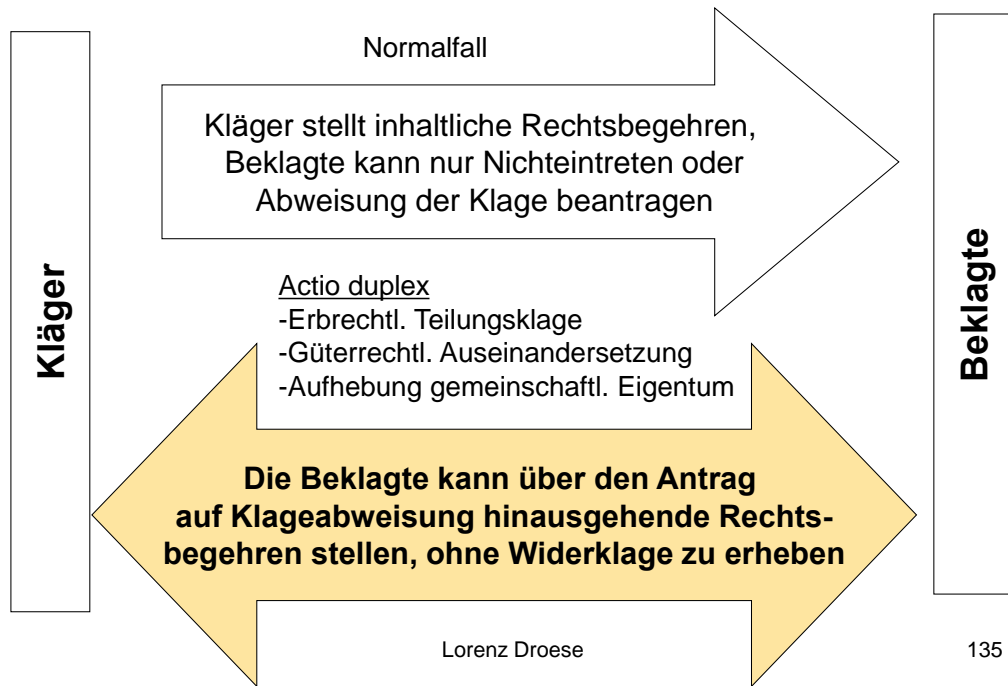 Normalfall
Kläger stellt inhaltliche Rechtsbegehren,
Beklagte kann nur Nichteintreten oder
Abweisung der Klage beantragen
Kläger
Beklagte
Actio duplex
-Erbrechtl. Teilungsklage
-Güterrechtl. Auseinandersetzung
-Aufhebung gemeinschaftl. Eigentum
Die Beklagte kann über den Antrag
auf Klageabweisung hinausgehende Rechts-
begehren stellen, ohne Widerklage zu erheben
Lorenz Droese
135